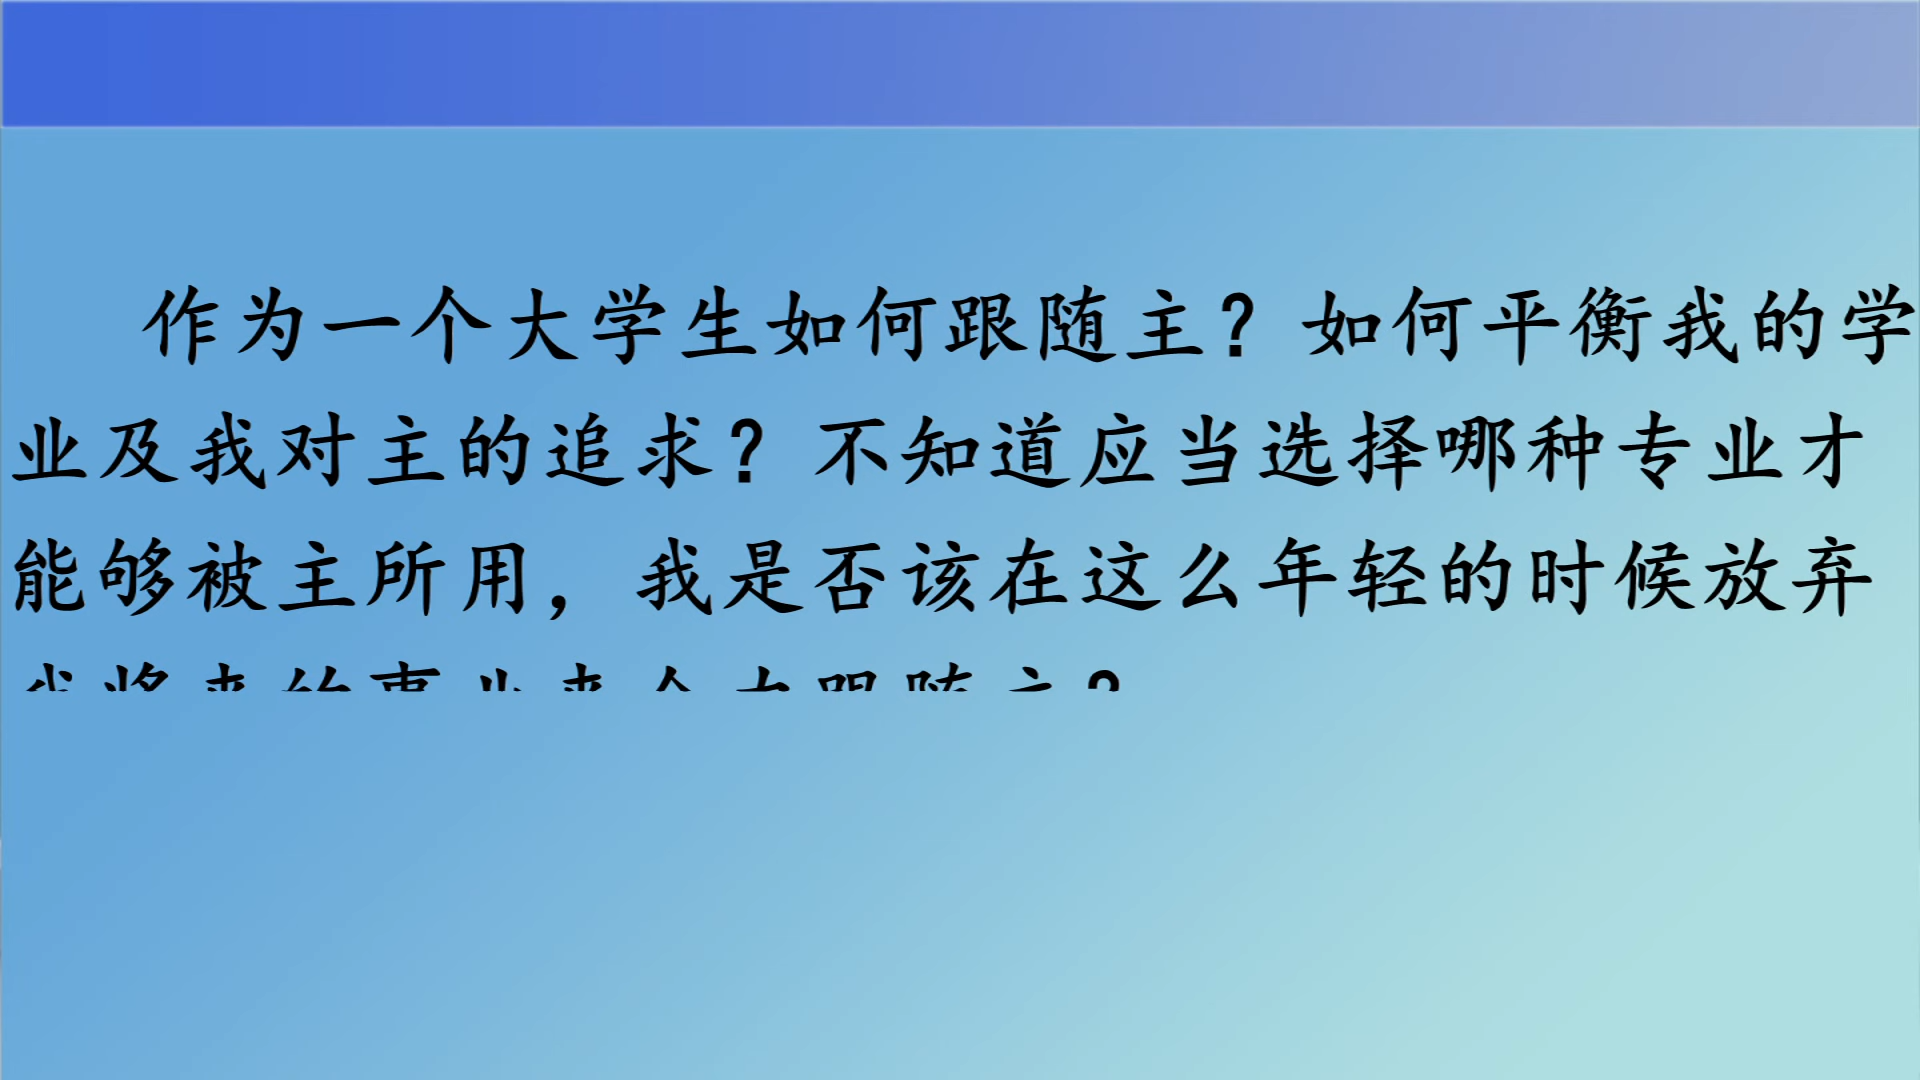 作为一个大学生如何跟随主？如何平衡我的学
业及我对主的追求？不知道应当选择哪种专业才
能够被主所用，我是否该在这么年轻的时候放弃